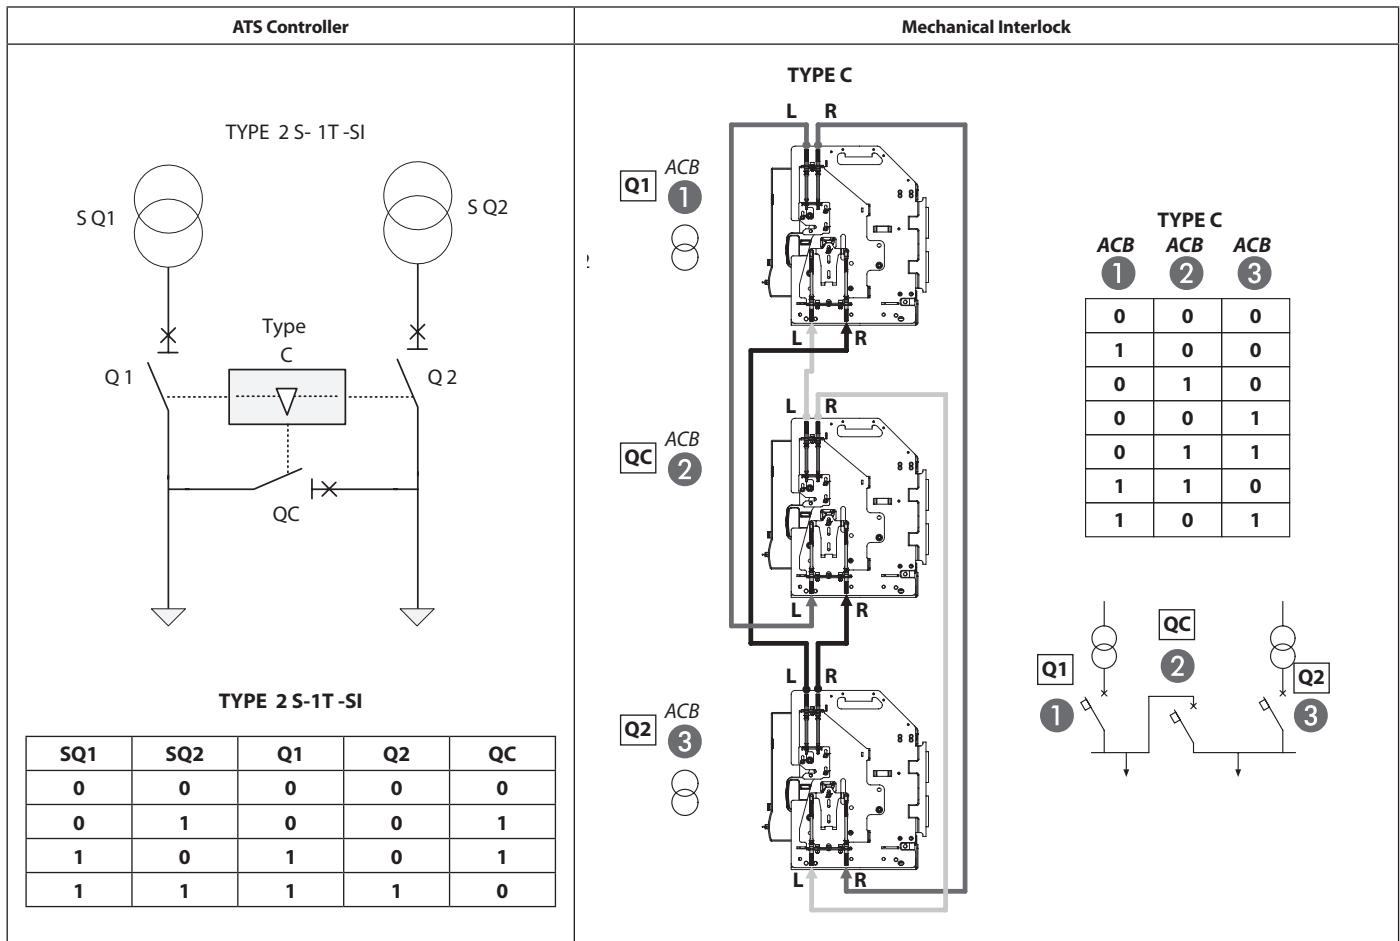 ATS Controller
Mechanical Interlock
TYPE 2 S- 1T -SI
S Q1
S Q2
Type
C
Q 1
Q 2
QC
TYPE 2 S-1T -SI
SQ1 SQ2 Q1 Q2 QC
0 0 0 0 0
0 1 0 0 1
1 0 1 0 1
1 1 1 1 0
TYPE C
L R
Q1
ACB
1
L R
L R
QC
ACB
2
L R
L R
Q2
ACB
3
L R
TYPE C
ACB ACB ACB
1 2 3
0 0 0
1 0 0
0 1 0
0 0 1
0 1 1
1 1 0
1 0 1
QC
2
Q1
1
Q2
3